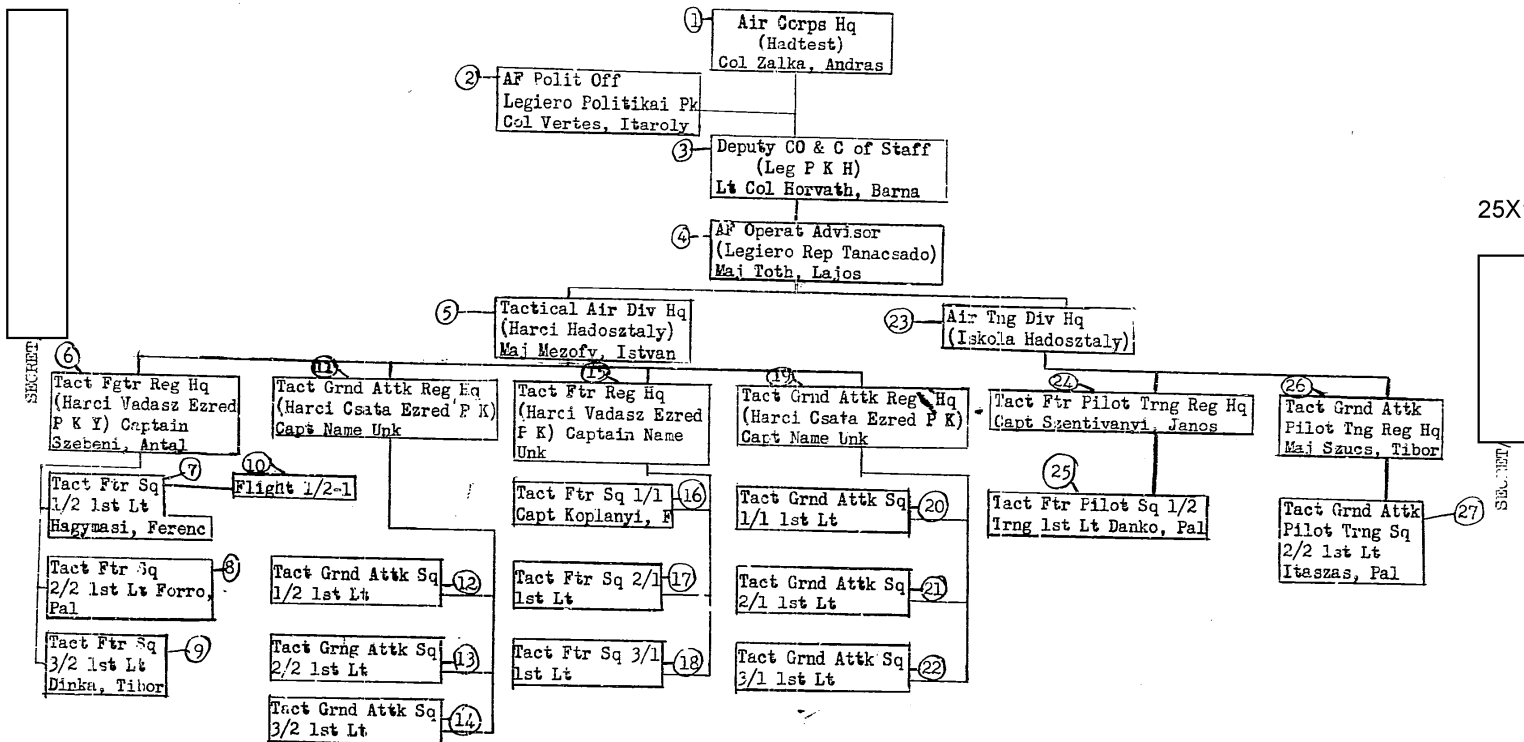 1
Air Corps Hq
(Hadtest)
Col Zalka, Andras
2
AF Polit Off
Legiero Politikai Pk
Col Vertes, Itaroly
3
Deputy CO & C of Staff
(Leg P K H)
Lt Col Horvath, Barna
25X
4
AF Operat Advisor
(Legiero Rep Tanacsado)
Maj Toth, Lajos
5
Tactical Air Div Hq
(Harci Hadosztaly)
Maj Mezofy, Istvan
23
Air Tng Div Hq
(Iskola Hadosztaly)
SECRET
6
Tact Fgtr Reg Hq
(Harci Vadasz Ezred
P K Y) Captain
Szebeni, Antal
7
Tact Ftr Sq
1/2 1st Lt
Hagymasi, Ferenc
10
Flight 1/2-1
8
Tact Ftr Sq
2/2 1st Lt Forro,
Pal
9
Tact Ftr Sq
3/2 1st Lt
Dinka, Tibor
11
Tact Grnd Attk Reg Hq
(Harci Csata Ezred P K)
Capt Name Unk
12
Tact Grnd Attk Sq
1/2 1st Lt
13
Tact Grng Attk Sq
2/2 1st Lt
14
Tact Grnd Attk Sq
3/2 1st Lt
15
Tact Ftr Reg Hq
(Harci Vadasz Ezred
P K) Captain Name
Unk
16
Tact Ftr Sq 1/1
Capt Koplanyi, F
17
Tact Ftr Sq 2/1
1st Lt
18
Tact Ftr Sq 3/1
1st Lt
19
Tact Grnd Attk Reg Hq
(Harci Csata Ezred P K)
Capt Name Unk
20
Tact Grnd Attk Sq
1/1 1st Lt
21
Tact Grnd Attk Sq
2/1 1st Lt
22
Tact Grnd Attk Sq
3/1 1st Lt
24
Tact Ftr Pilot Trng Reg Hq
Capt Szentivanyi, Janos
25
Tact Ftr Pilot Sq 1/2
Trng 1st Lt Danko, Pal
26
Tact Grnd Attk
Pilot Tng Reg Hq
Maj Szucs, Tibor
27
Tact Grnd Attk
Pilot Trng Sq
2/2 1st Lt
Itaszas, Pal
SECRET/